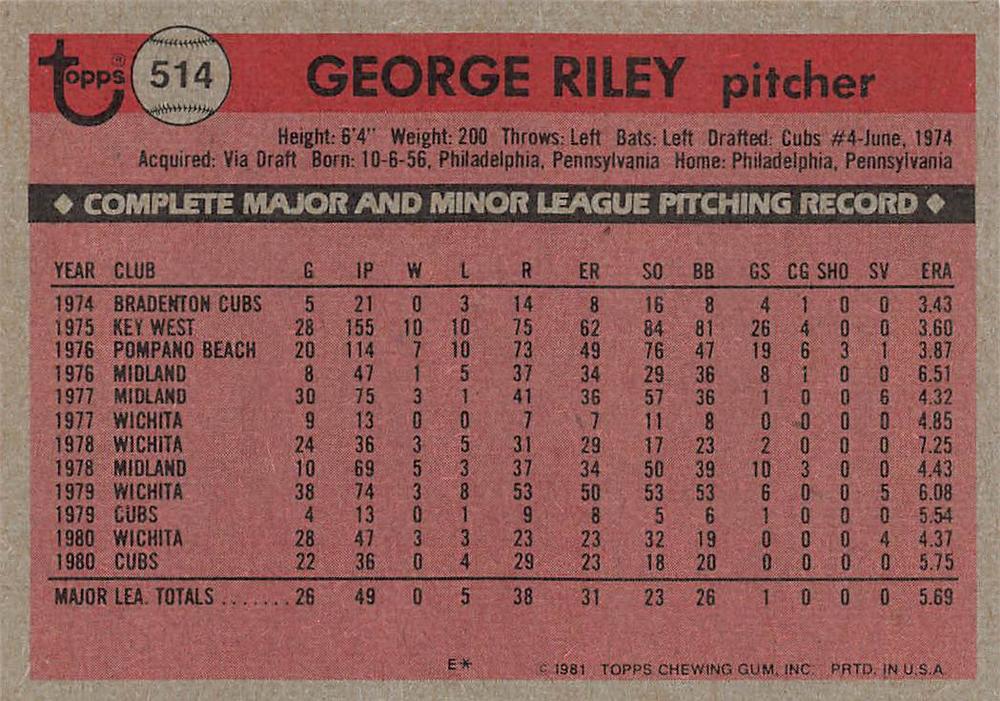 Topps® 514 GEORGE RILEY pitcher
Height: 6'4" Weight: 200 Throws: Left Bats: Left Drafted: Cubs #4-June, 1974
Acquired: Via Draft Born: 10-6-56, Philadelphia, Pennsylvania Home: Philadelphia, Pennsylvania
◆ COMPLETE MAJOR AND MINOR LEAGUE PITCHING RECORD ◆
YEAR CLUB G IP W L R ER SO BB GS CG SHO SV ERA
1974 BRADENTON CUBS 5 21 0 3 14 8 16 8 4 1 0 0 3.43
1975 KEY WEST 28 155 10 10 75 62 84 81 26 4 0 0 3.60
1976 POMPANO BEACH 20 114 7 10 73 49 76 47 19 6 3 1 3.87
1976 MIDLAND 8 47 1 5 37 34 29 36 8 1 0 0 6.51
1977 MIDLAND 30 75 3 1 41 36 57 36 1 0 0 6 4.32
1977 WICHITA 9 13 0 0 7 7 11 8 0 0 0 0 4.85
1978 WICHITA 24 36 3 5 31 29 17 23 2 0 0 0 7.25
1978 MIDLAND 10 69 5 3 37 34 50 39 10 3 0 0 4.43
1979 WICHITA 38 74 3 8 53 50 53 53 6 0 0 5 6.08
1979 CUBS 4 13 0 1 9 8 5 6 1 0 0 0 5.54
1980 WICHITA 28 47 3 3 23 23 32 19 0 0 0 4 4.37
1980 CUBS 22 36 0 4 29 23 18 20 0 0 0 0 5.75
MAJOR LEA. TOTALS .......26 49 0 5 38 31 23 26 1 0 0 0 5.69
E* © 1981 TOPPS CHEWING GUM, INC. PRTD. IN U.S.A.